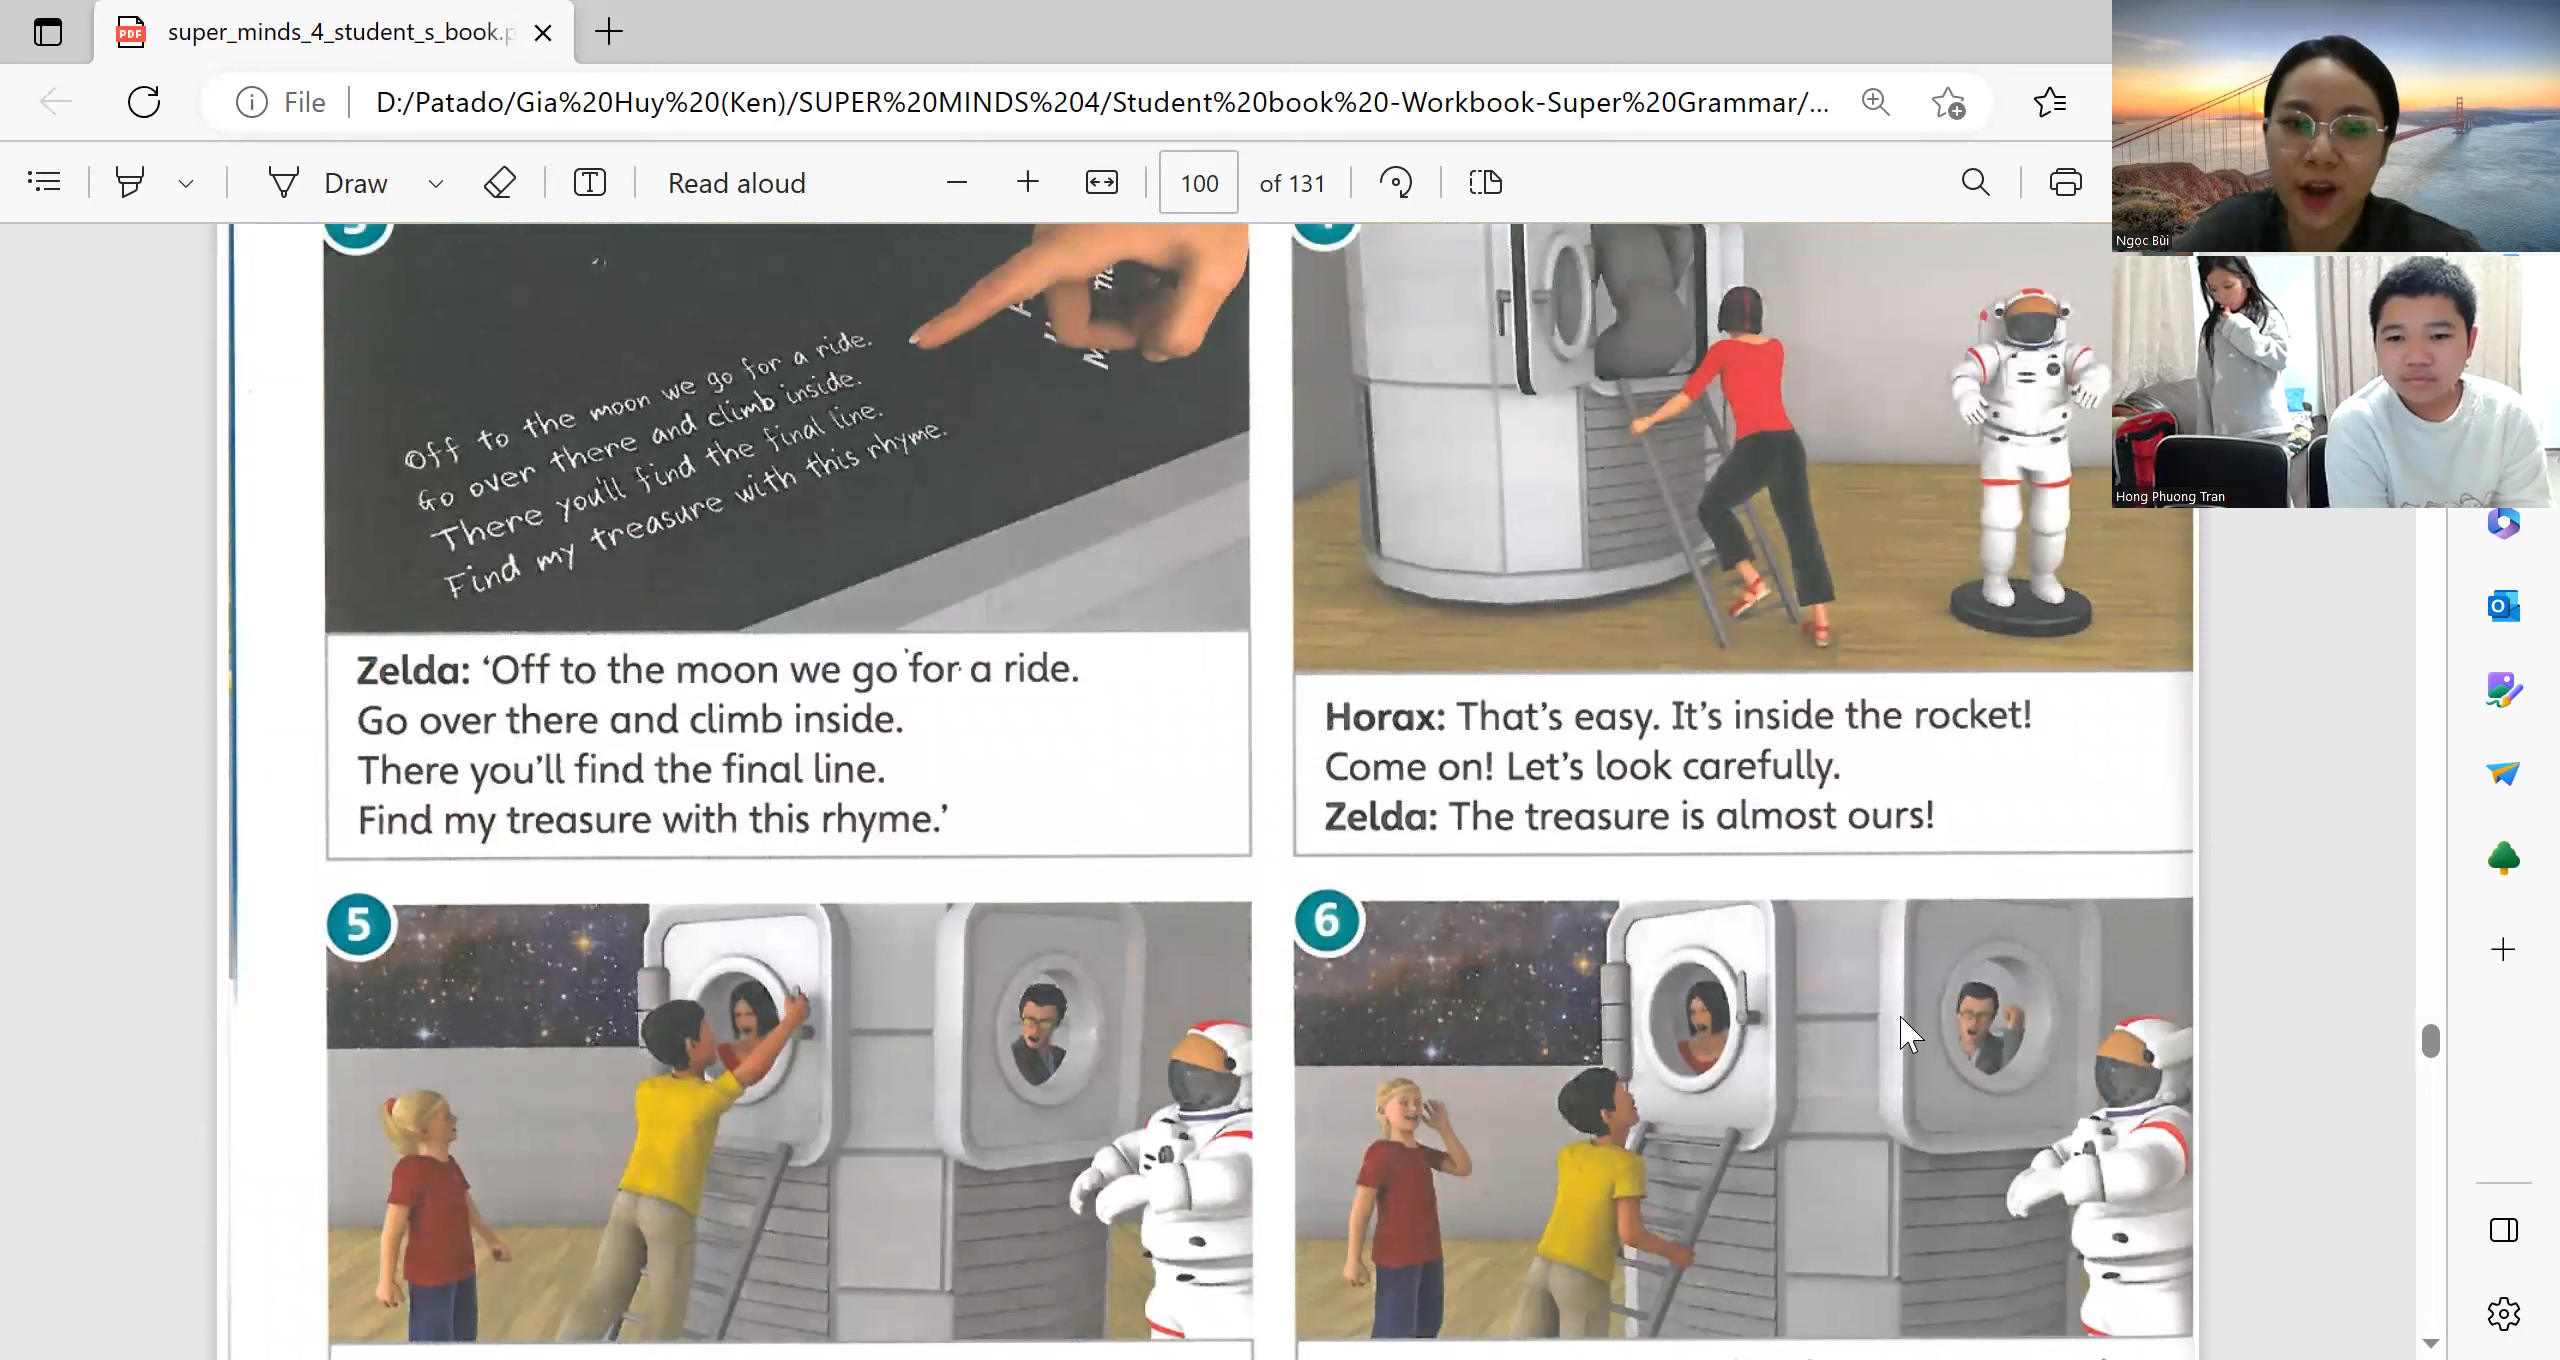 super_minds_4_student_s_book.p
File
D:/Patado/Gia%20Huy%20(Ken)/SUPER%20MINDS%204/Student%20book%20-Workbook-Super%20Grammar/...
Draw
Read aloud
100 of 131
Ngọc Bùi
Hong Phuong Tran
Off to the moon we go for a ride.
Go over there and climb inside.
There you'll find the final line.
Find my treasure with this rhyme.
Zelda: ‘Off to the moon we go for a ride.
Go over there and climb inside.
There you’ll find the final line.
Find my treasure with this rhyme.’
Horax: That’s easy. It’s inside the rocket!
Come on! Let’s look carefully.
Zelda: The treasure is almost ours!
5
6